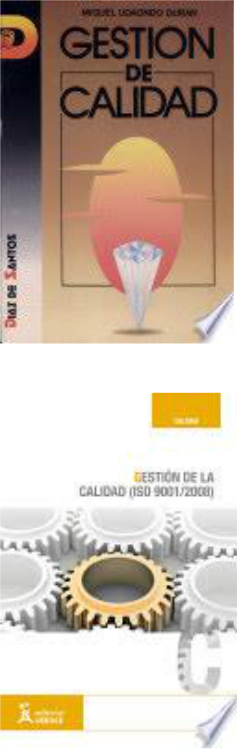 MIGUEL UDAONDO DURAN
GESTION
DE
CALIDAD
DIAZ DE SANTOS
GESTIÓN DE LA
CALIDAD (ISO 9001/2008)
C